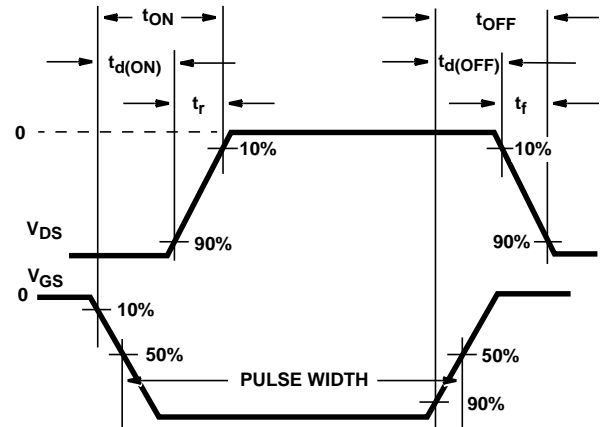 tON
tOFF
td(ON)
td(OFF)
tr
tf
0
10%
10%
VDS
90%
90%
VGS
0
10%
50%
50%
PULSE WIDTH
90%